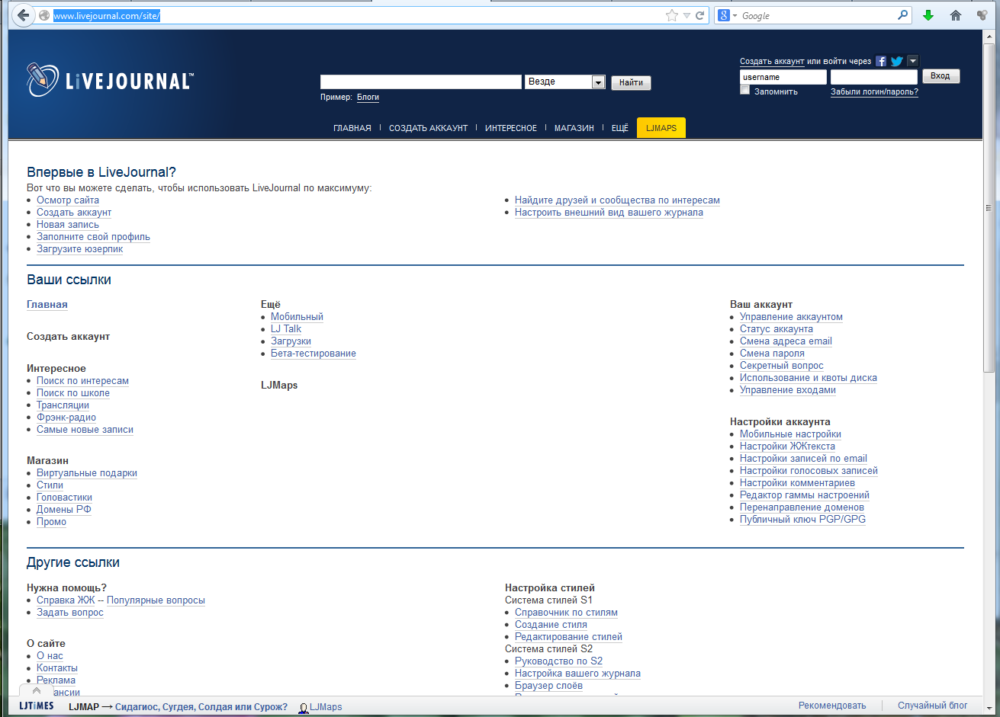 www.livejournal.com/site/
Google
LiVEJOURNAL™
Создать аккаунт или войти через
username
Вход
Запомнить
Забыли логин/пароль?
Везде
Найти
Пример: Блоги
ГЛАВНАЯ | СОЗДАТЬ АККАУНТ | ИНТЕРЕСНОЕ | МАГАЗИН | ЕЩЁ LJMAPS
Впервые в LiveJournal?
Вот что вы можете сделать, чтобы использовать LiveJournal по максимуму:
Осмотр сайта
Создать аккаунт
Новая запись
Заполните свой профиль
Загрузите юзерпик
Найдите друзей и сообщества по интересам
Настроить внешний вид вашего журнала
Ваши ссылки
Главная
Создать аккаунт
Интересное
Поиск по интересам
Поиск по школе
Трансляции
Фрэнк-радио
Самые новые записи
Магазин
Виртуальные подарки
Стили
Головастики
Домены РФ
Промо
Ещё
Мобильный
LJ Talk
Загрузки
Бета-тестирование
LJMaps
Ваш аккаунт
Управление аккаунтом
Статус аккаунта
Смена адреса email
Смена пароля
Секретный вопрос
Использование и квоты диска
Управление входами
Настройки аккаунта
Мобильные настройки
Настройки ЖЖтекста
Настройки записей по email
Настройки голосовых записей
Настройки комментариев
Редактор гаммы настроений
Перенаправление доменов
Публичный ключ PGP/GPG
Другие ссылки
Нужна помощь?
Справка ЖЖ -- Популярные вопросы
Задать вопрос
О сайте
О нас
Контакты
Реклама
ансии
Настройка стилей
Система стилей S1
Справочник по стилям
Создание стиля
Редактирование стилей
Система стилей S2
Руководство по S2
Настройка вашего журнала
Браузер слоёв
LJTiMES LJMAP → Сидагиос, Сугдея, Солдая или Сурож? LJMaps Рекомендовать Случайный блог